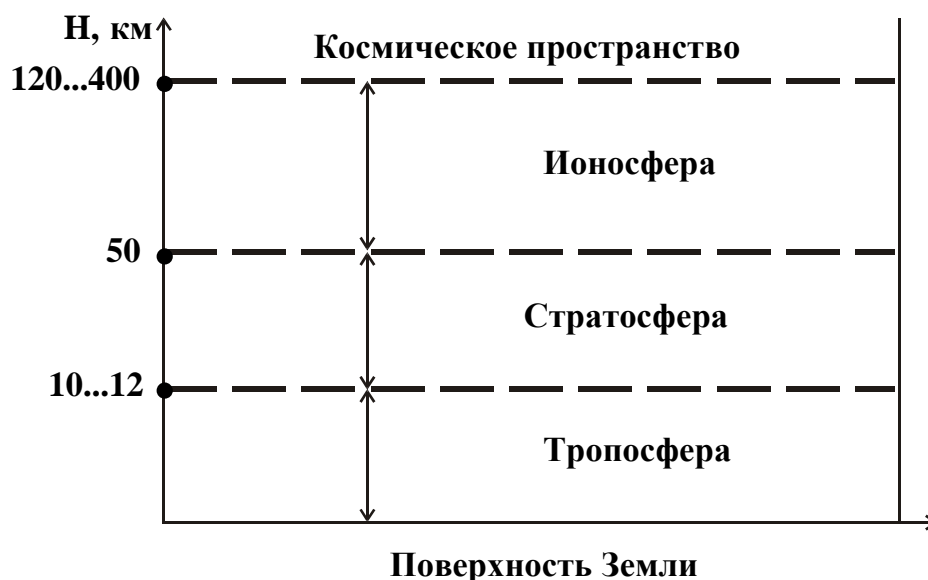 Н, км
Космическое пространство
120...400
Ионосфера
50
Стратосфера
10...12
Тропосфера
Поверхность Земли